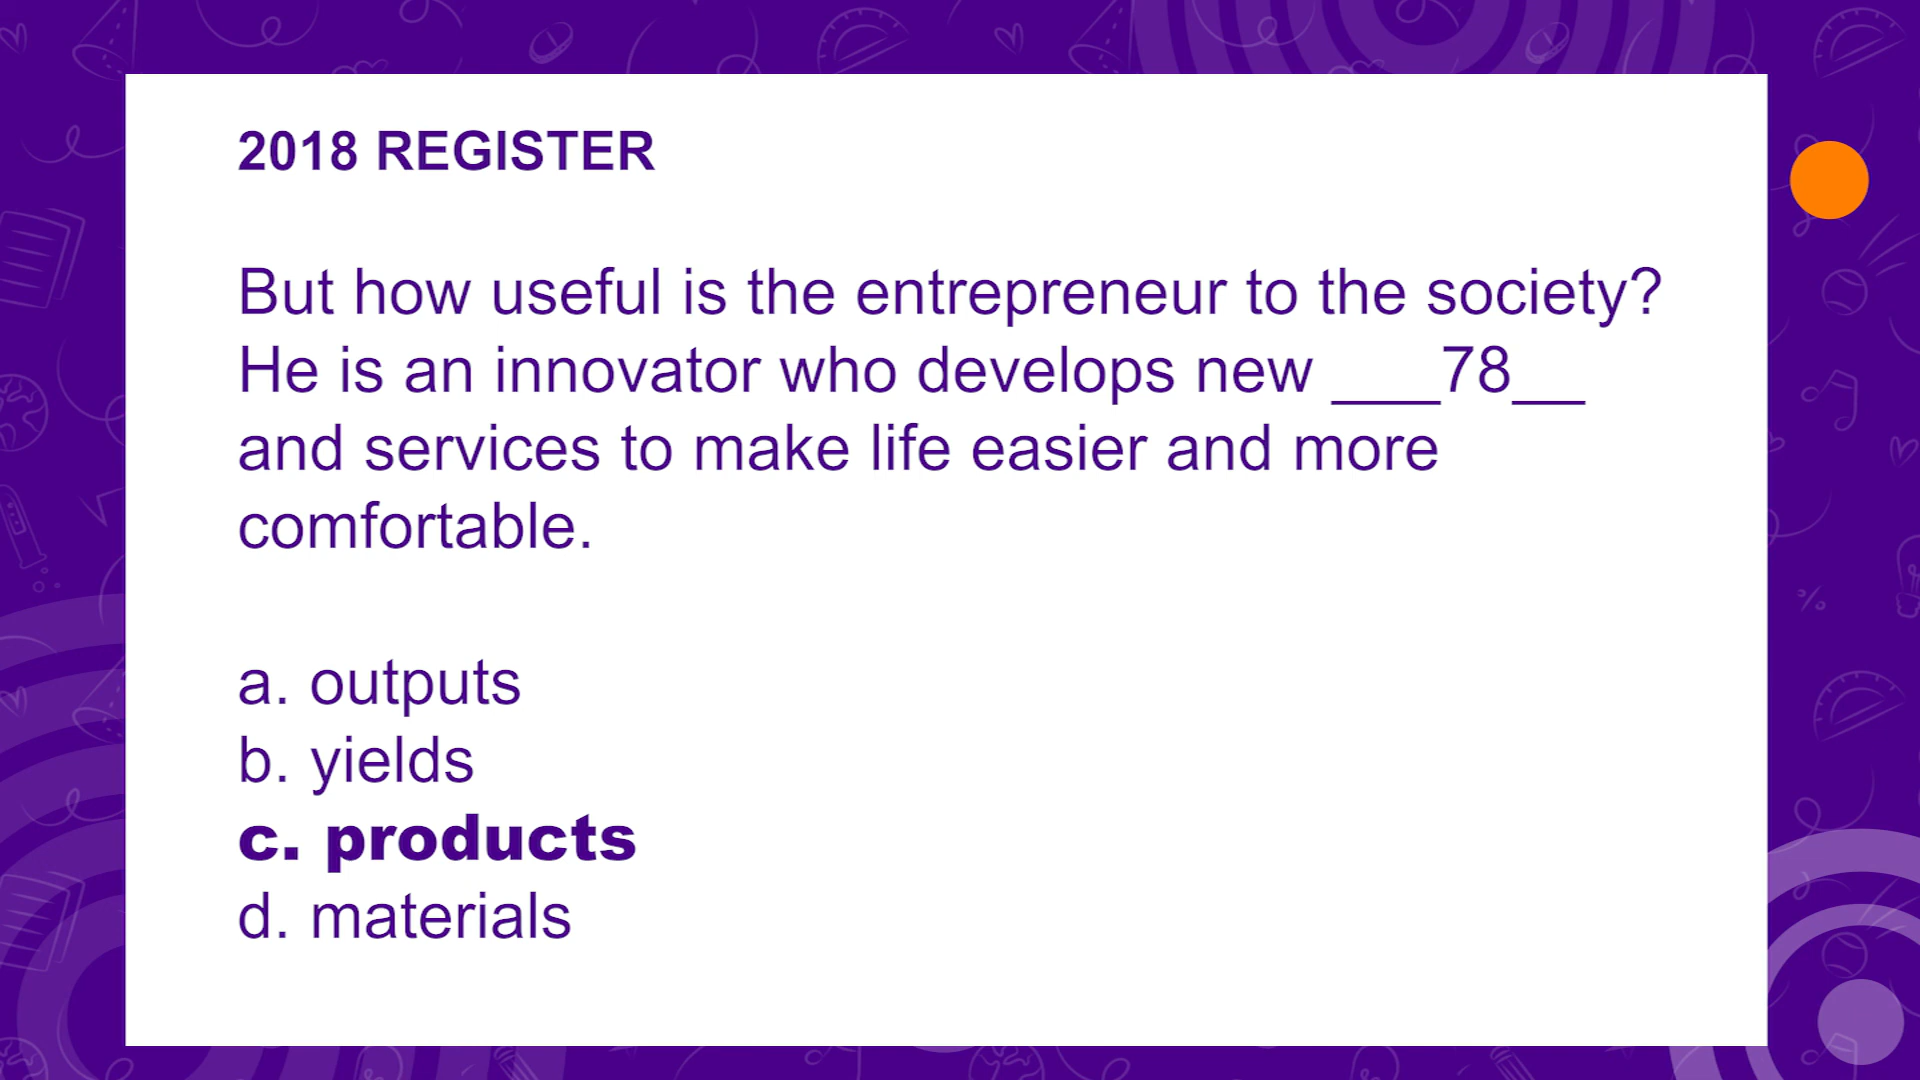 2018 REGISTER
But how useful is the entrepreneur to the society?
He is an innovator who develops new ___78__
and services to make life easier and more
comfortable.
a. outputs
b. yields
c. products
d. materials